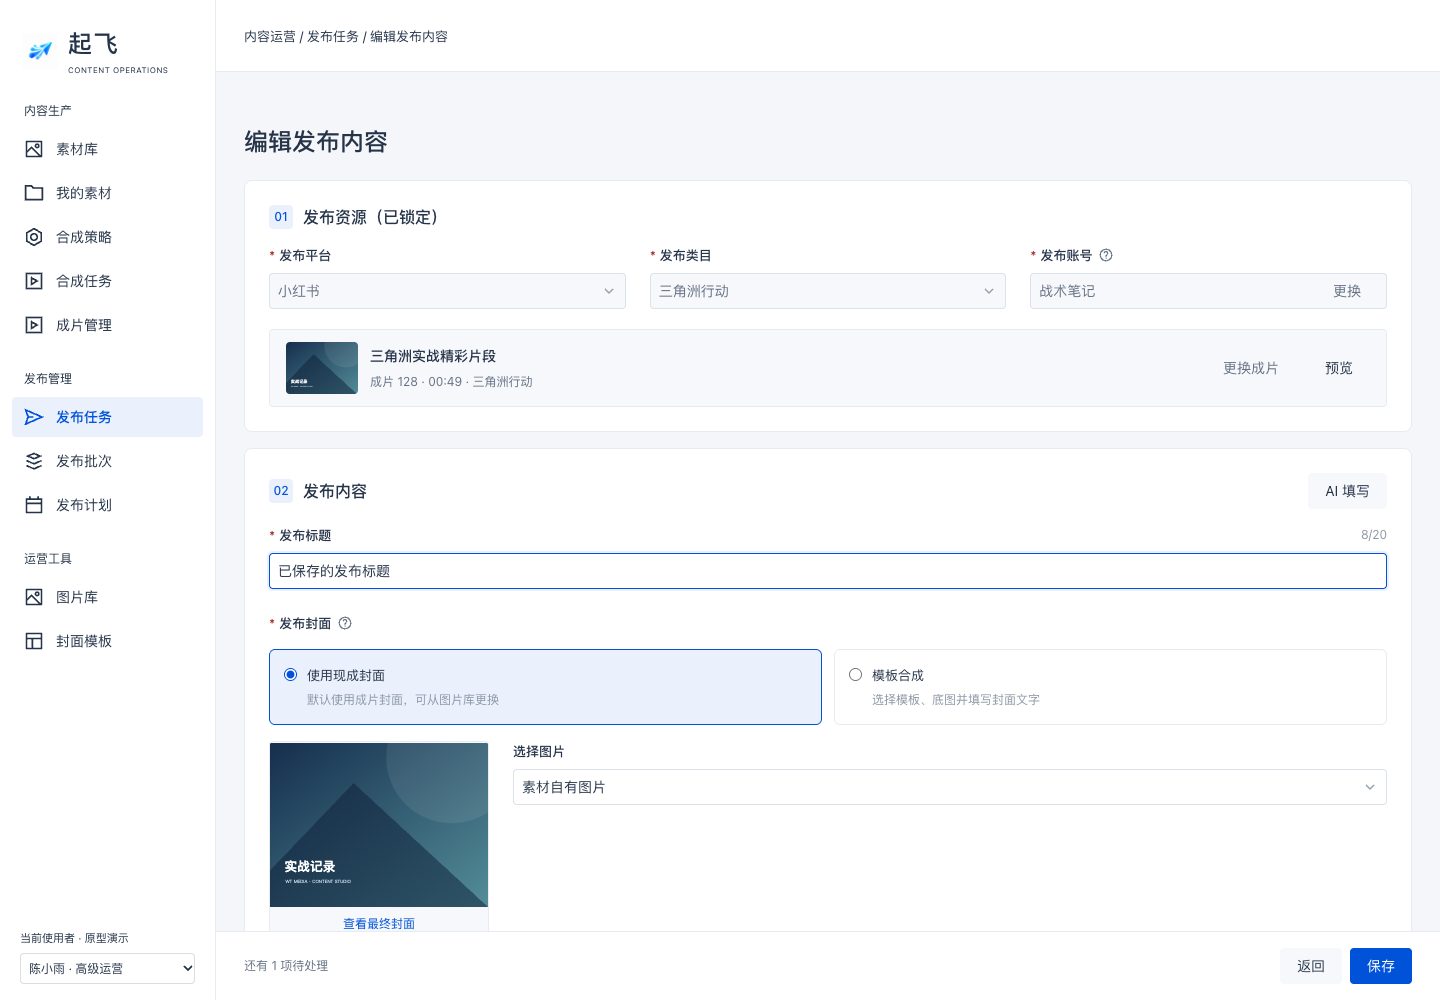 起飞
CONTENT OPERATIONS
内容生产
素材库
我的素材
合成策略
合成任务
成片管理
发布管理
发布任务
发布批次
发布计划
运营工具
图片库
封面模板
当前使用者 · 原型演示
陈小雨 · 高级运营
内容运营 / 发布任务 / 编辑发布内容
编辑发布内容
01 发布资源（已锁定）
* 发布平台
小红书
* 发布类目
三角洲行动
* 发布账号
战术笔记 更换
实战记录
三角洲实战精彩片段
成片 128 · 00:49 · 三角洲行动
更换成片 预览
02 发布内容
AI 填写
* 发布标题 8/20
已保存的发布标题
* 发布封面
使用现成封面
默认使用成片封面，可从图片库更换
模板合成
选择模板、底图并填写封面文字
实战记录
WT MEDIA · CONTENT STUDIO
查看最终封面
选择图片
素材自有图片
还有 1 项待处理
返回 保存